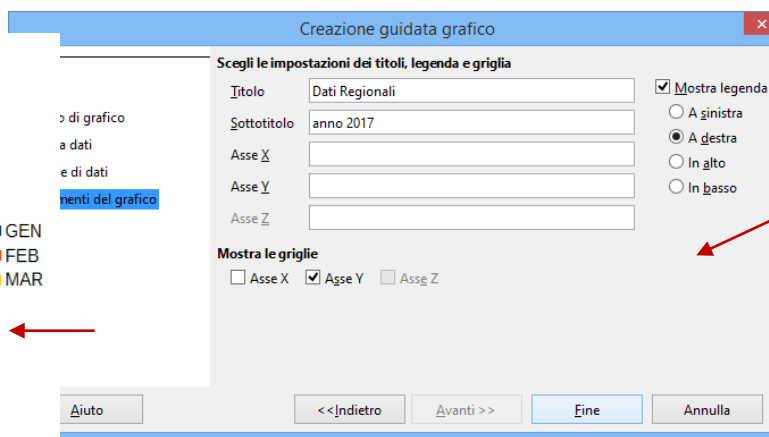 Creazione guidata grafico
Scegli le impostazioni dei titoli, legenda e griglia
Titolo Dati Regionali
Sottotitolo anno 2017
Asse X
Asse Y
Asse Z
Mostra legenda
A sinistra
A destra
In alto
In basso
di grafico
dati
e di dati
del grafico
GEN
FEB
MAR
Mostra le griglie
Asse X Asse Y Asse Z
Aiuto <<Indietro Avanti >> Fine Annulla